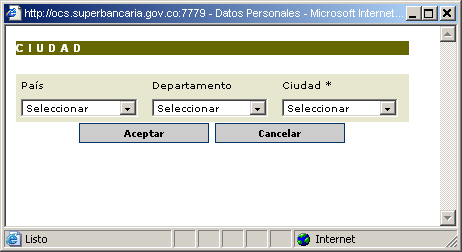 http://ocs.superbancaria.gov.co:7779 - Datos Personales - Microsoft Internet...
CIUDAD
País Departamento Ciudad *
Seleccionar Seleccionar Seleccionar
Aceptar Cancelar
Listo Internet